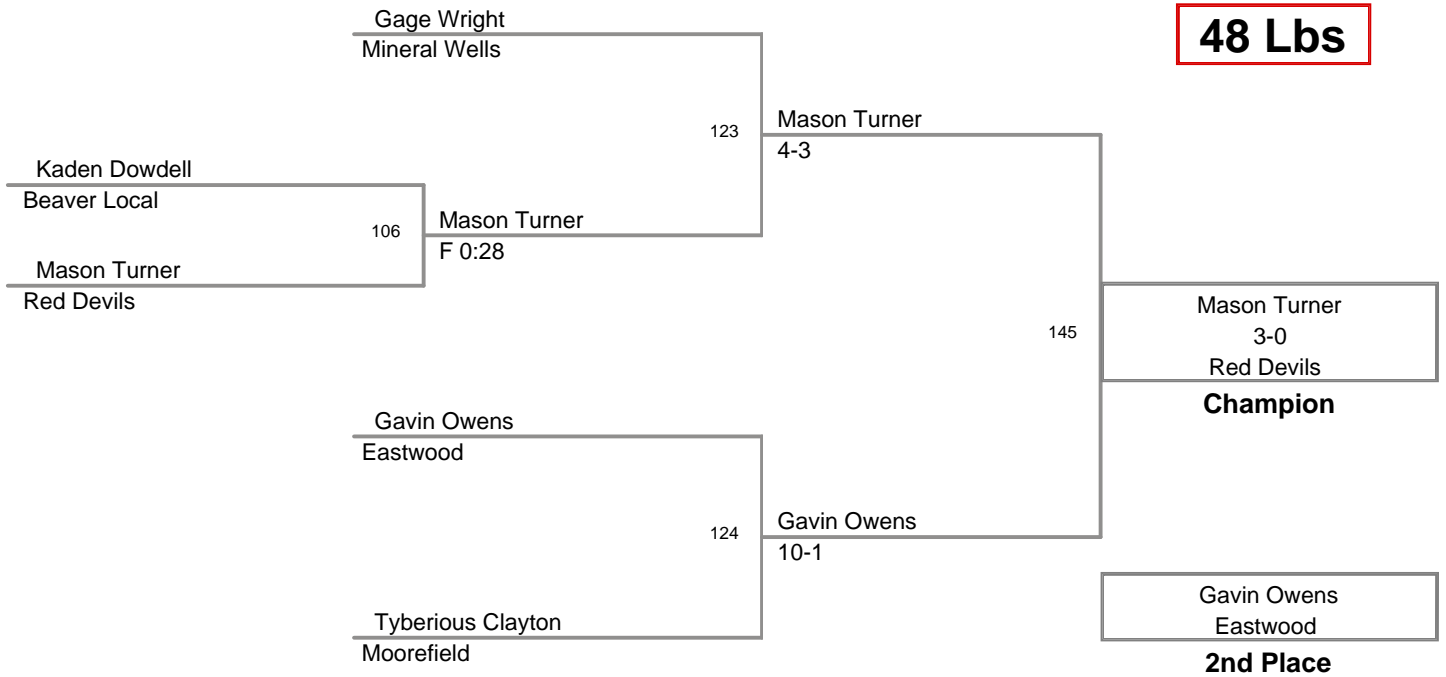 Gage Wright
Mineral Wells
48 Lbs
123
Mason Turner
4-3
Kaden Dowdell
Beaver Local
106
Mason Turner
F 0:28
Mason Turner
Red Devils
145
Mason Turner
3-0
Red Devils
Champion
Gavin Owens
Eastwood
124
Gavin Owens
10-1
Tyberious Clayton
Moorefield
Gavin Owens
Eastwood
2nd Place